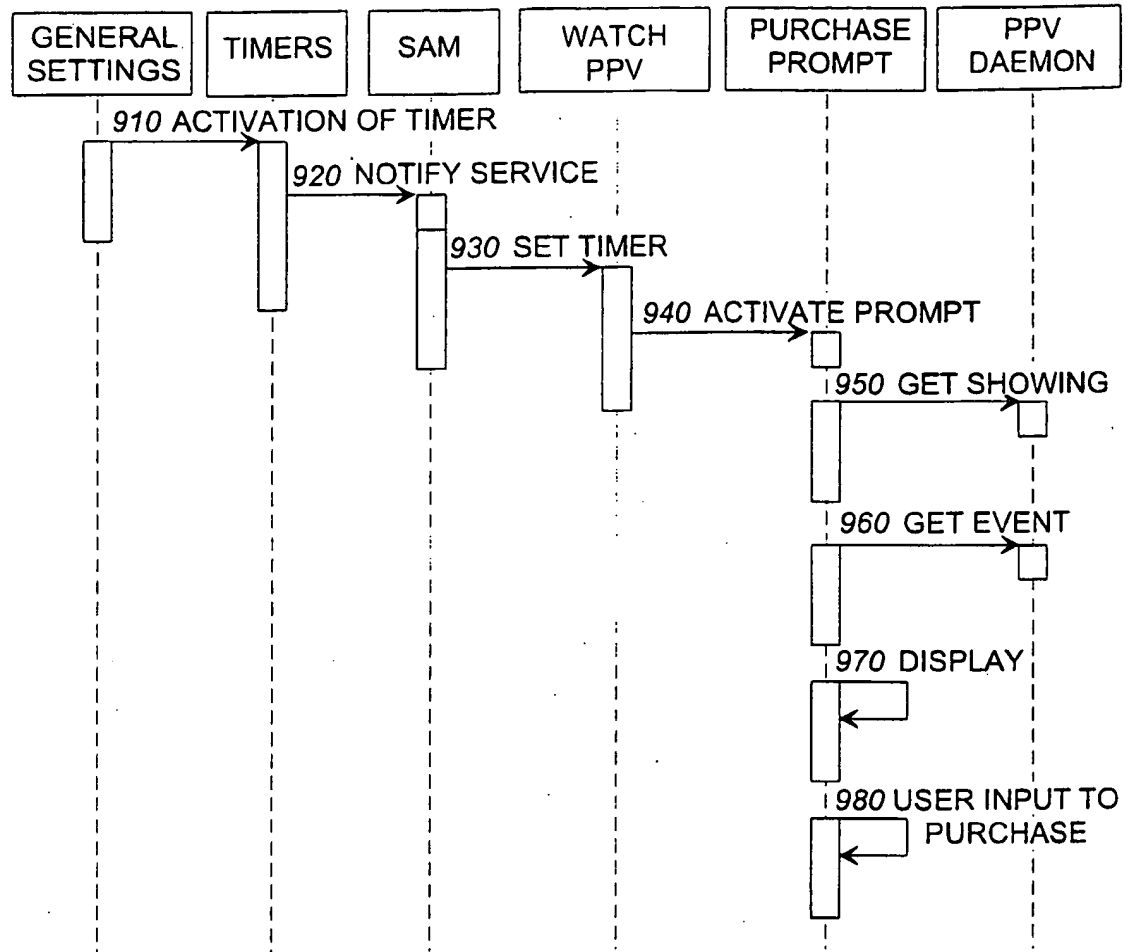 GENERAL
SETTINGS
TIMERS
SAM
WATCH
PPV
PURCHASE
PROMPT
PPV
DAEMON
910 ACTIVATION OF TIMER
920 NOTIFY SERVICE
930 SET TIMER
940 ACTIVATE PROMPT
950 GET SHOWING
960 GET EVENT
970 DISPLAY
980 USER INPUT TO
PURCHASE